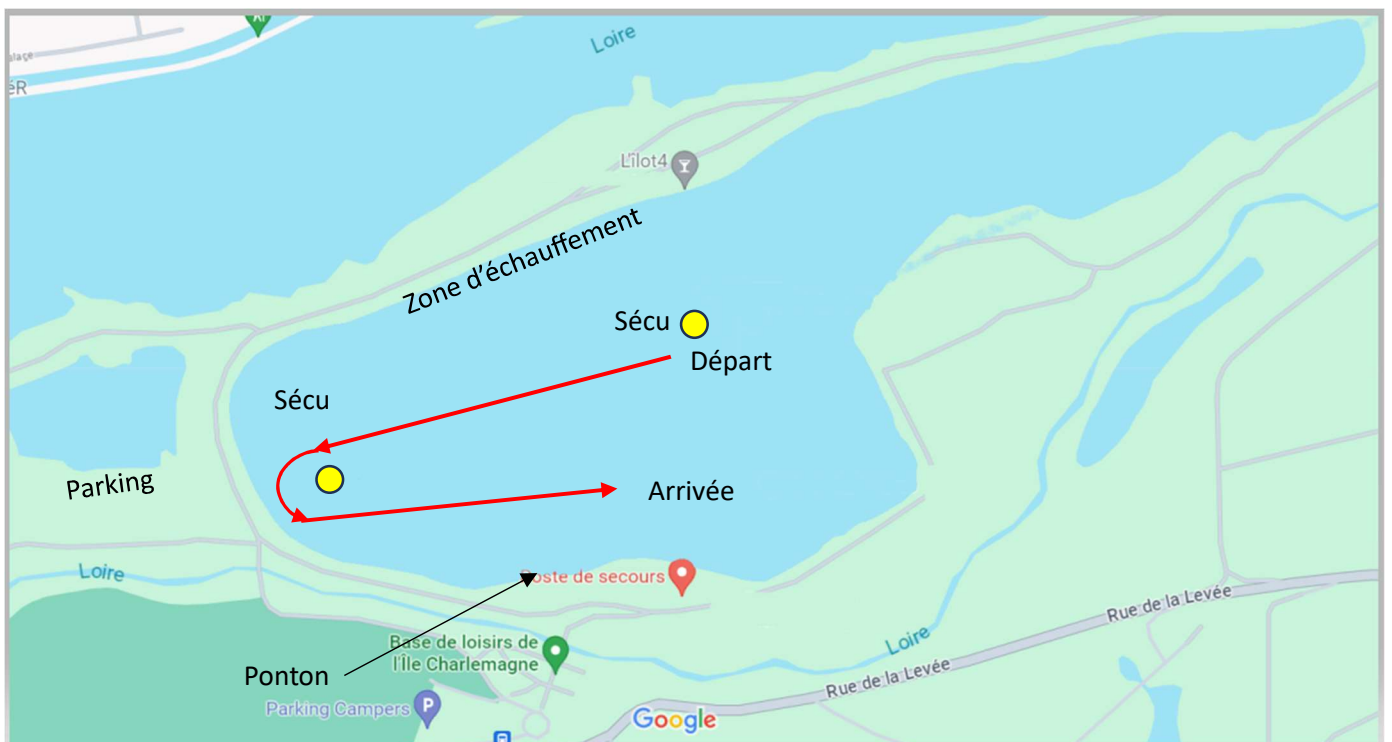 Loire
èR
L'îlot4
Zone d'échauffement
Sécu
Départ
Sécu
Parking
Arrivée
Loire
Poste de secours
Rue de la Levée
Base de loisirs de
l'Île Charlemagne
Loire
Ponton
Rue de la Levée
Parking Campers
P
Google